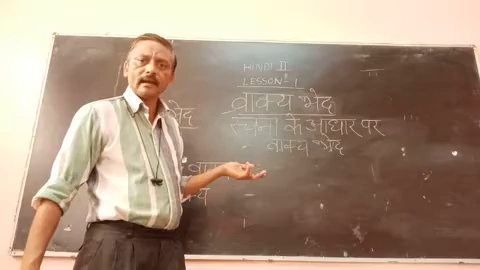 HINDI II
LESSON 1
वाक्य भेद
रचना के आधार पर
वाक्य भेद
भेद